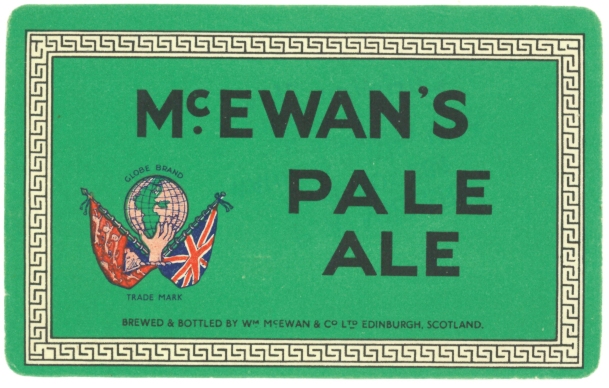 McEWAN'S
PALE
ALE
GLOBE BRAND
TRADE MARK
BREWED & BOTTLED BY WM McEWAN & CO LTD EDINBURGH, SCOTLAND.